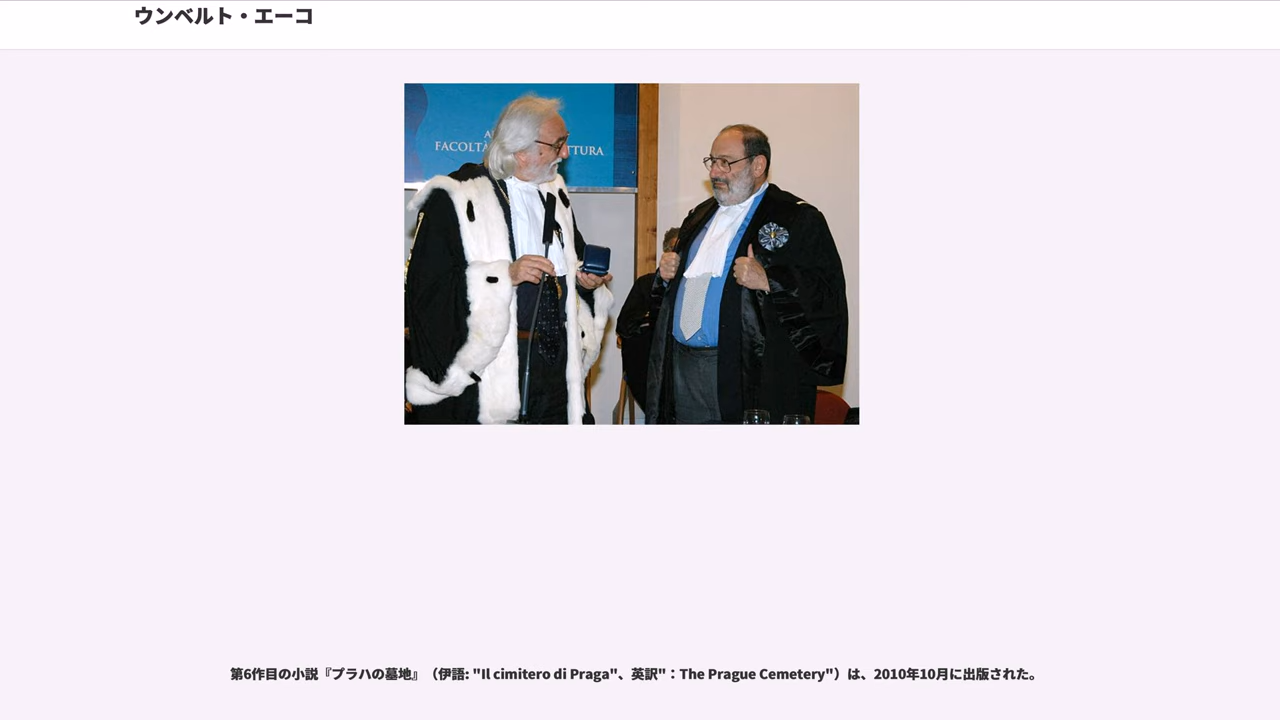 ウンベルト・エーコ
FACOLTÀ
TTURA
第6作目の小説『プラハの墓地』（伊語: "Il cimitero di Praga"、英訳"：The Prague Cemetery"）は、2010年10月に出版された。